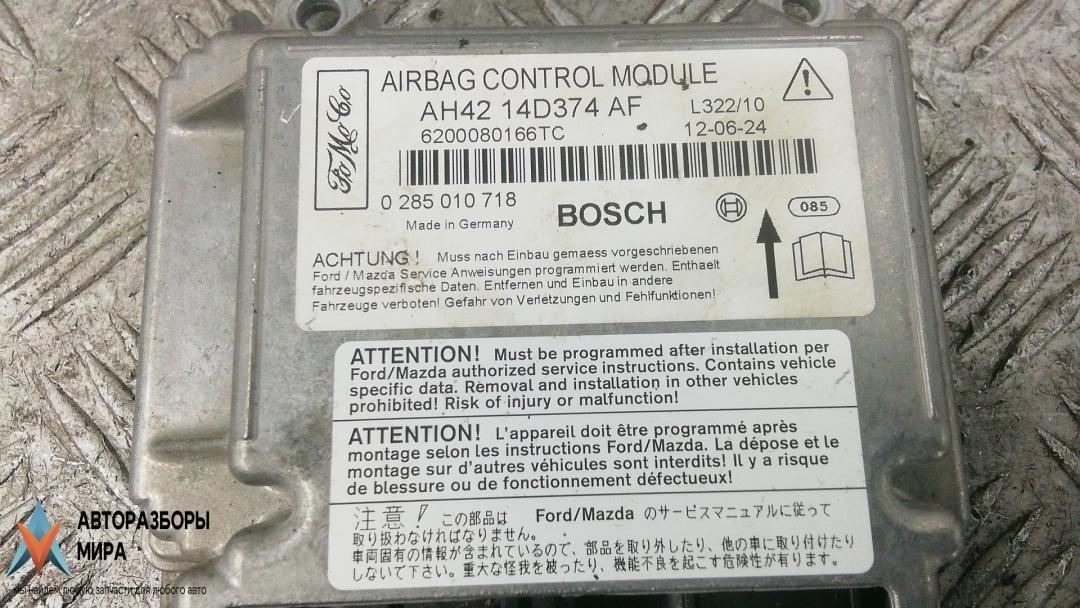 FoMoCo
AIRBAG CONTROL MODULE
AH42 14D374 AF
L322/10
6200080166TC
12-06-24
0 285 010 718
Made in Germany
BOSCH
085
ACHTUNG! Muss nach Einbau gemaess vorgeschriebenen
Ford / Mazda Service Anweisungen programmiert werden. Enthaelt
fahrzeugspezifische Daten. Entfernen und Einbau in andere
Fahrzeuge verboten! Gefahr von Verletzungen und Fehlfunktionen!
ATTENTION! Must be programmed after installation per
Ford/Mazda authorized service instructions. Contains vehicle
specific data. Removal and installation in other vehicles
prohibited! Risk of injury or malfunction!
ATTENTION! L'appareil doit être programmé après
montage selon les instructions Ford/Mazda. La dépose et le
montage sur d'autres véhicules sont interdits! Il y a risque
de blessure ou de fonctionnement défectueux!
注意! この部品は Ford/Mazda のサービスマニュアルに従って
取り扱わなければなりません。
車両固有の情報が含まれているので、部品を取り外したり、他の車に取り付けたり
しないで下さい。重大な怪我を被ったり、機能不良を起こす危険性が有ります。
АВТОРАЗБОРЫ
МИРА
мы найдем любую запчасти для любого авто